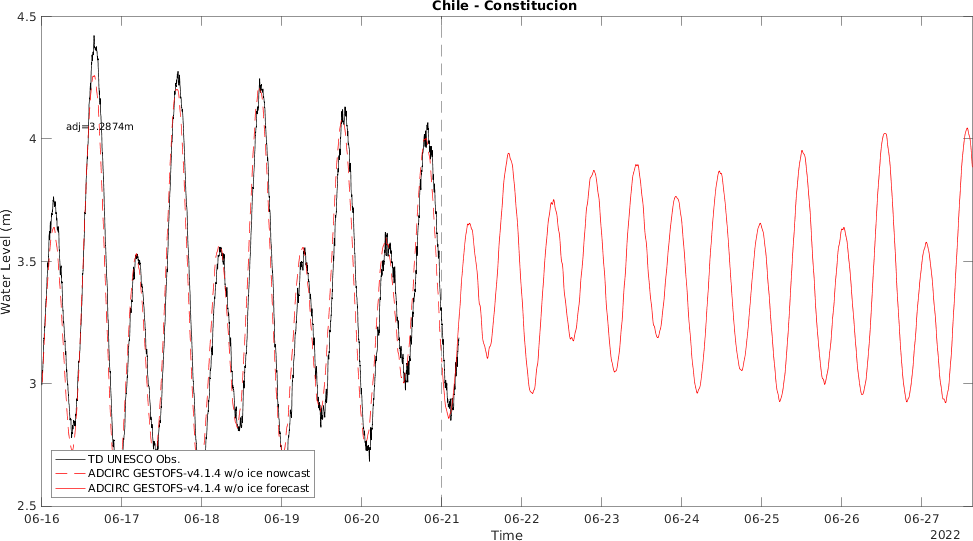 Chile - Constitucion
4.5
4
3.5
3
2.5
Water Level (m)
adj=3.2874m
TD UNESCO Obs.
ADCIRC GESTOFS-v4.1.4 w/o ice nowcast
ADCIRC GESTOFS-v4.1.4 w/o ice forecast
06-16 06-17 06-18 06-19 06-20 06-21 06-22 06-23 06-24 06-25 06-26 06-27
Time
2022